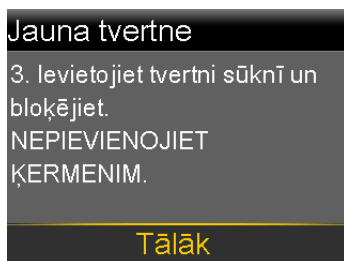 Jauna tvertne
3. Ievietojiet tvertni sūknī un
bloķējiet.
NEPIEVIENOJIET
ĶERMENIM.
Tālāk